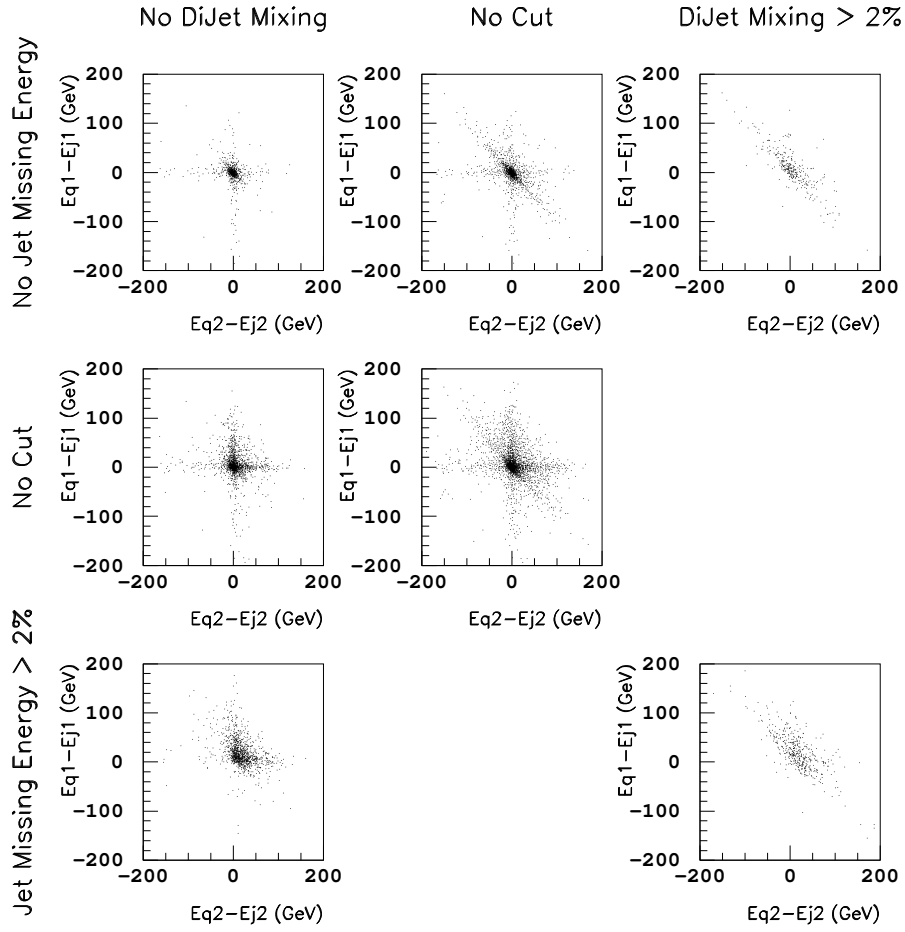 No DiJet Mixing
No Cut
DiJet Mixing > 2%
No Jet Missing Energy
Eq1-Ej1 (GeV)
200
100
0
-100
-200
-200
0
200
Eq2-Ej2 (GeV)
Eq1-Ej1 (GeV)
200
100
0
-100
-200
-200
0
200
Eq2-Ej2 (GeV)
Eq1-Ej1 (GeV)
200
100
0
-100
-200
-200
0
200
Eq2-Ej2 (GeV)
No Cut
Eq1-Ej1 (GeV)
200
100
0
-100
-200
-200
0
200
Eq2-Ej2 (GeV)
Eq1-Ej1 (GeV)
200
100
0
-100
-200
-200
0
200
Eq2-Ej2 (GeV)
Jet Missing Energy > 2%
Eq1-Ej1 (GeV)
200
100
0
-100
-200
-200
0
200
Eq2-Ej2 (GeV)
Eq1-Ej1 (GeV)
200
100
0
-100
-200
-200
0
200
Eq2-Ej2 (GeV)